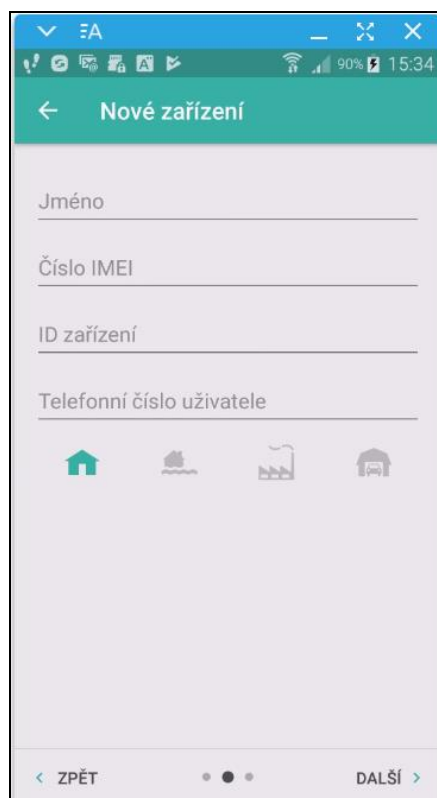 90% 15:34
Nové zařízení
Jméno
Číslo IMEI
ID zařízení
Telefonní číslo uživatele
ZPĚT
DALŠÍ